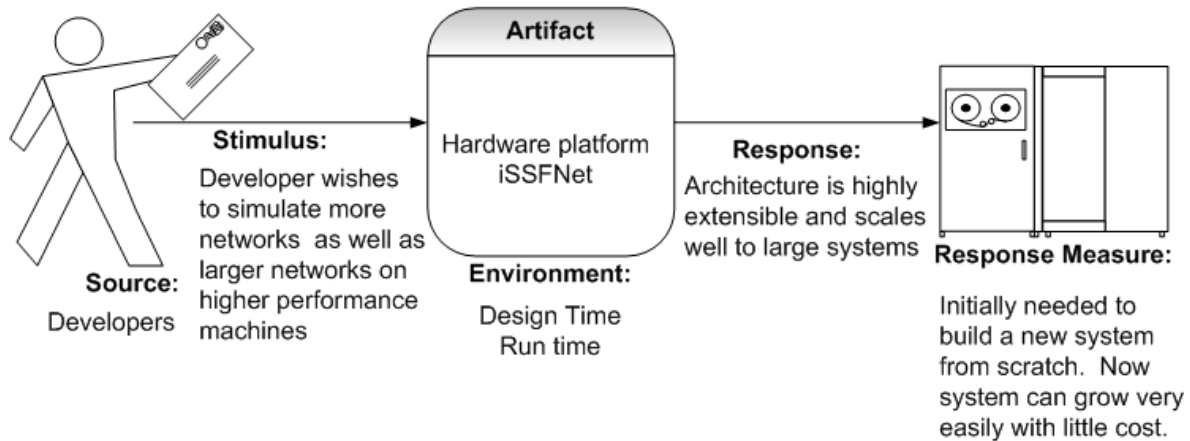 Artifact
Hardware platform
iSSFNet
Stimulus:
Developer wishes
to simulate more
networks as well as
larger networks on
higher performance
machines
Source:
Developers
Environment:
Design Time
Run time
Response:
Architecture is highly
extensible and scales
well to large systems
Response Measure:
Initially needed to
build a new system
from scratch. Now
system can grow very
easily with little cost.